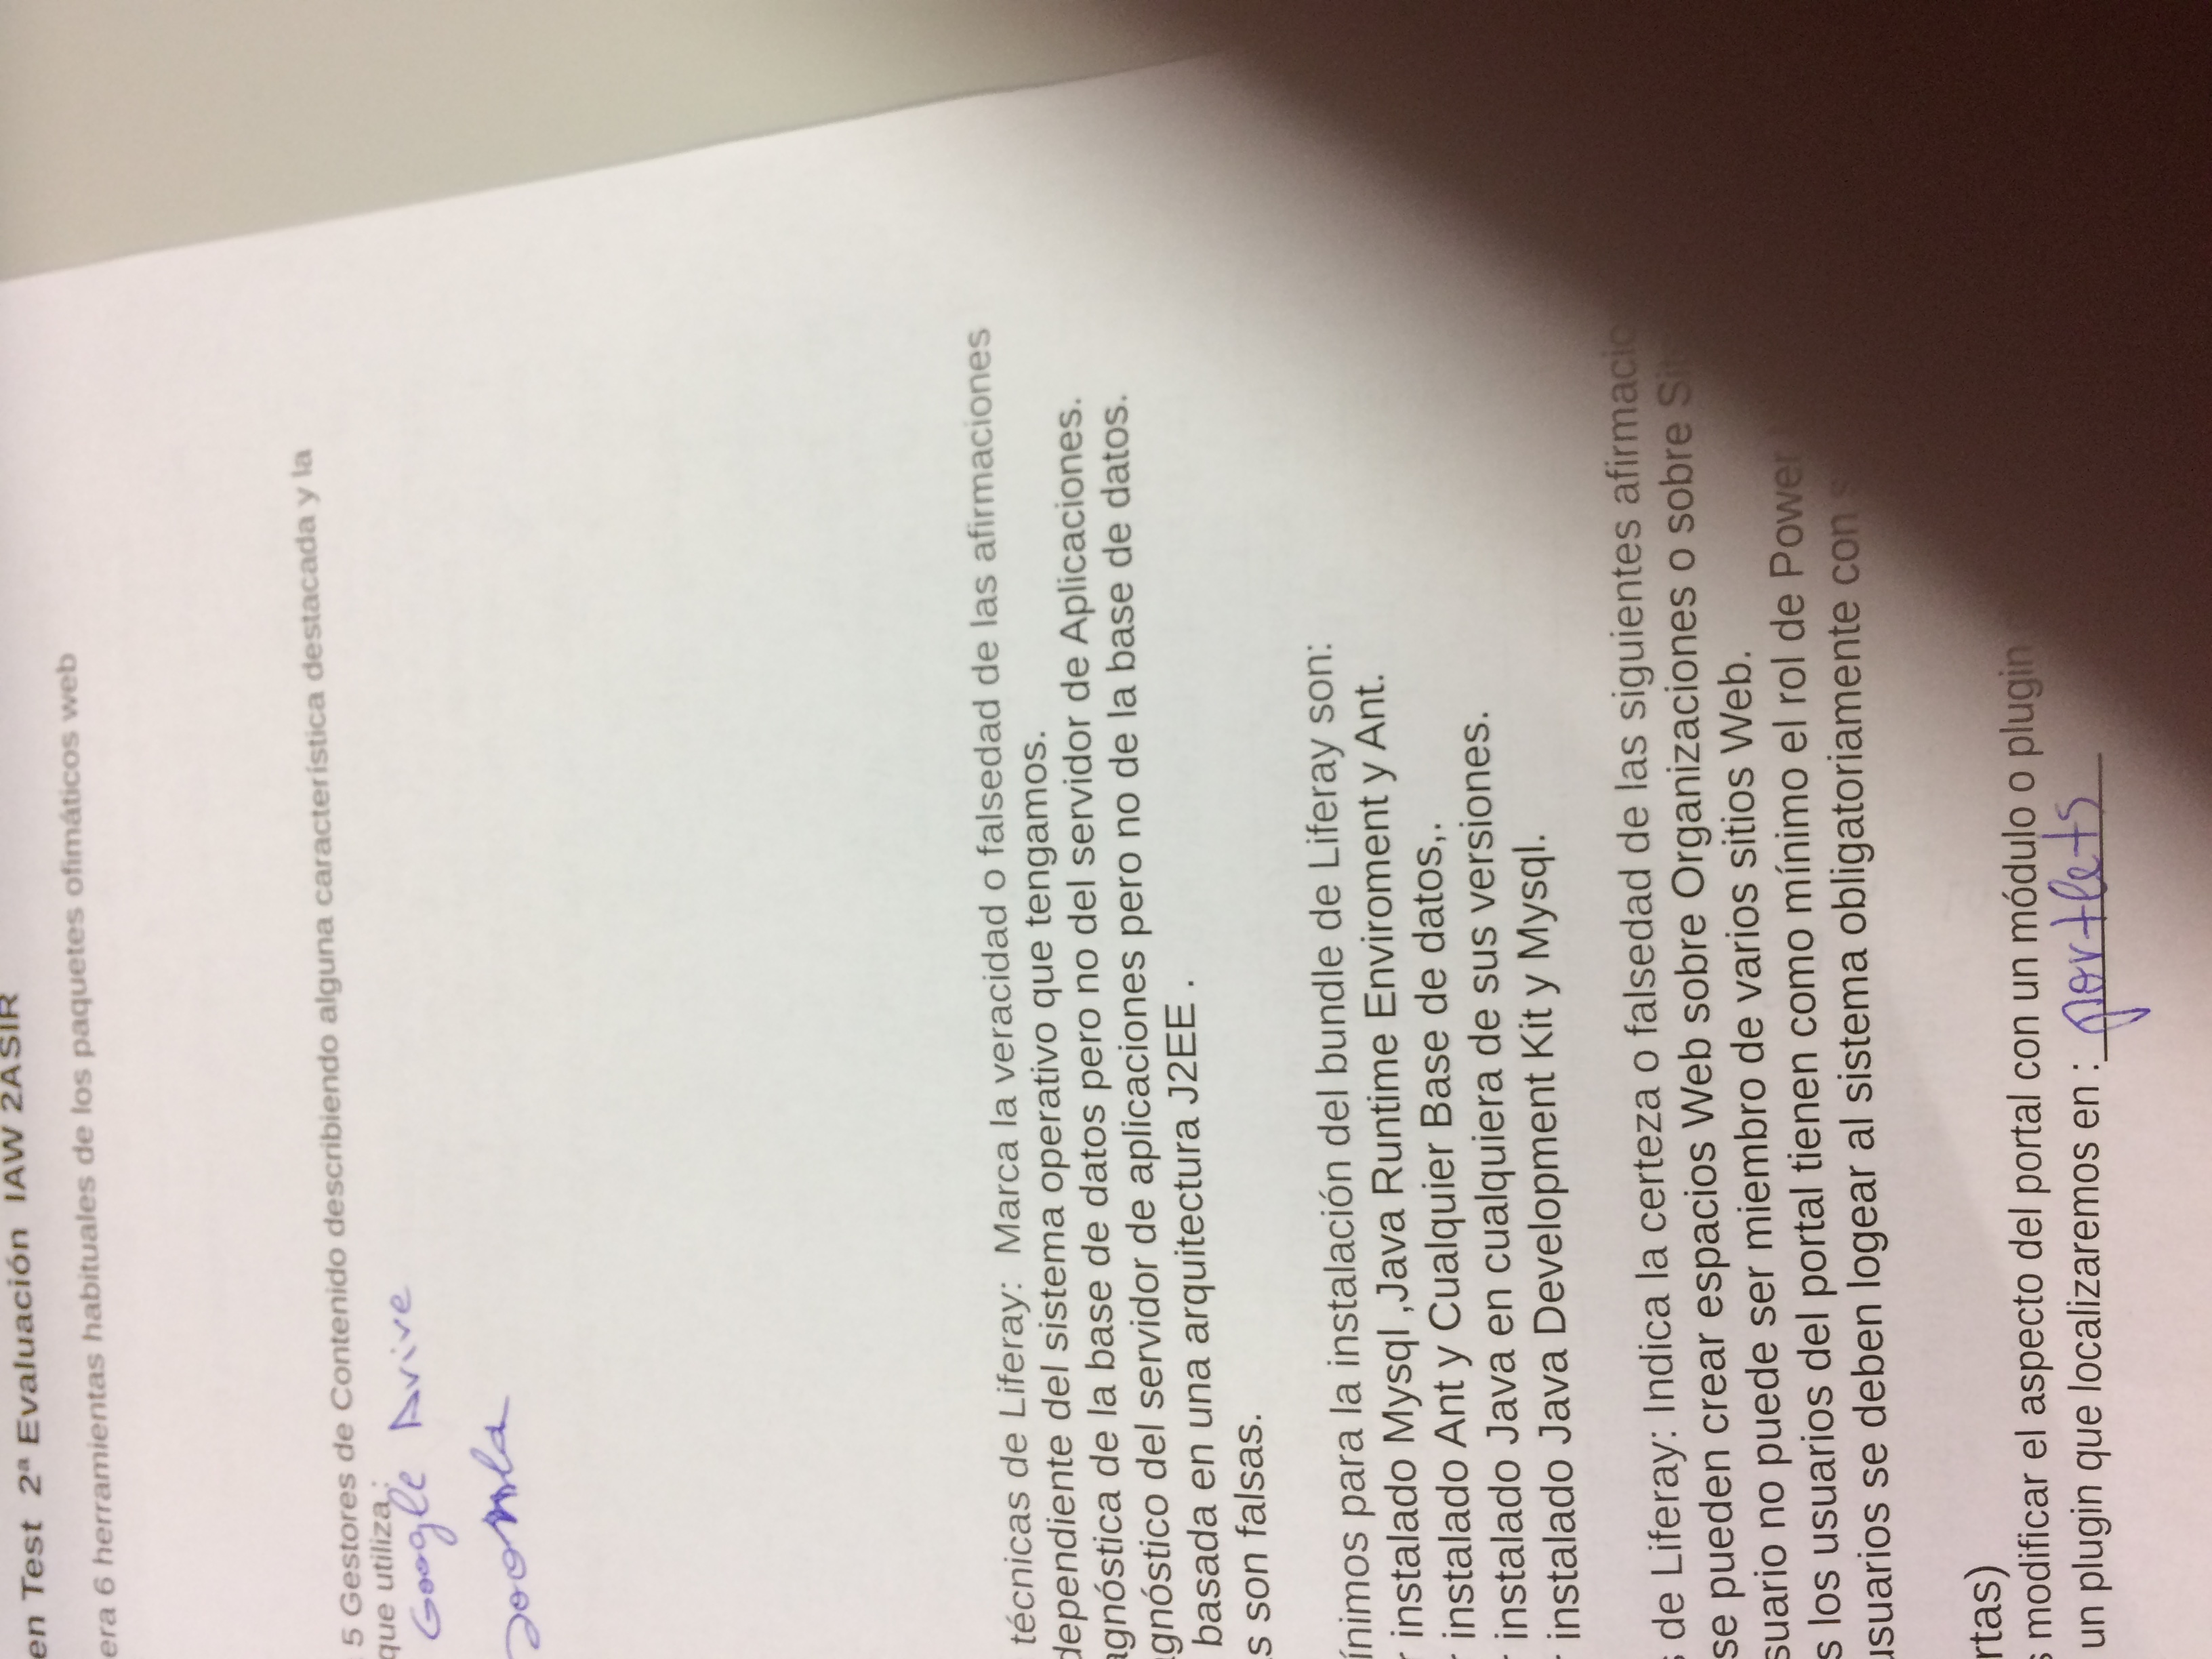 en Test 2ª Evaluación IAW 2ASIR
era 6 herramientas habituales de los paquetes ofimáticos web
5 Gestores de Contenido describiendo alguna característica destacada y la
que utiliza :
Google Drive
Joomla
técnicas de Liferay: Marca la veracidad o falsedad de las afirmaciones
dependiente del sistema operativo que tengamos.
agnóstica de la base de datos pero no del servidor de Aplicaciones.
agnóstico del servidor de aplicaciones pero no de la base de datos.
basada en una arquitectura J2EE .
s son falsas.
ínimos para la instalación del bundle de Liferay son:
r instalado Mysql ,Java Runtime Enviroment y Ant.
r instalado Ant y Cualquier Base de datos,.
r instalado Java en cualquiera de sus versiones.
r instalado Java Development Kit y Mysql.
s de Liferay: Indica la certeza o falsedad de las siguientes afirmacio
se pueden crear espacios Web sobre Organizaciones o sobre Si
suario no puede ser miembro de varios sitios Web.
s los usuarios del portal tienen como mínimo el rol de Power
usuarios se deben logear al sistema obligatoriamente con
rtas)
s modificar el aspecto del portal con un módulo o plugin
un plugin que localizaremos en : portlets